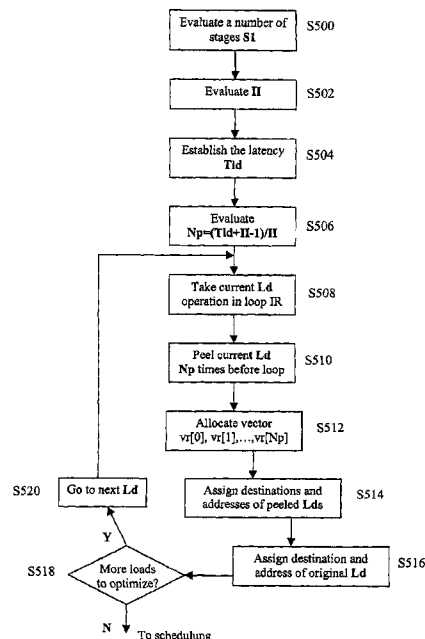 Evaluate a number of
stages S1
S500
Evaluate II
S502
Establish the latency
Tld
S504
Evaluate
Np=(Tld+II-1)/II
S506
Take current Ld
operation in loop IR
S508
Peel current Ld
Np times before loop
S510
Allocate vector
vr[0], vr[1],...,vr[Np]
S512
S520
Go to next Ld
Assign destinations and
addresses of peeled Lds
S514
Y
S518
More loads
to optimize?
Assign destination and
address of original Ld
S516
N
To scheduling